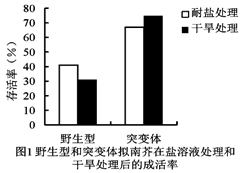 80
70
60
50
40
30
20
10
0
存活率（%）
耐盐处理
干旱处理
野生型
突变体
图1 野生型和突变体拟南芥在盐溶液处理和
干旱处理后的成活率